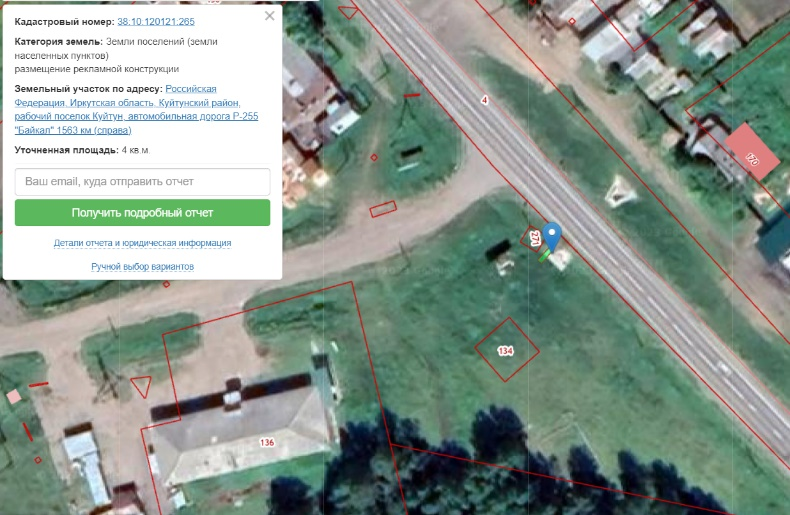 Кадастровый номер: 38:10:120121:265
Категория земель: Земли поселений (земли
населенных пунктов)
размещение рекламной конструкции
Земельный участок по адресу: Российская
Федерация, Иркутская область, Куйтунский район,
рабочий поселок Куйтун, автомобильная дорога Р-255
"Байкал" 1563 км (справа)
Уточненная площадь: 4 кв.м.
Ваш email, куда отправить отчет
Получить подробный отчет
Детали отчета и юридическая информация
Ручной выбор вариантов
4
170
271
134
136